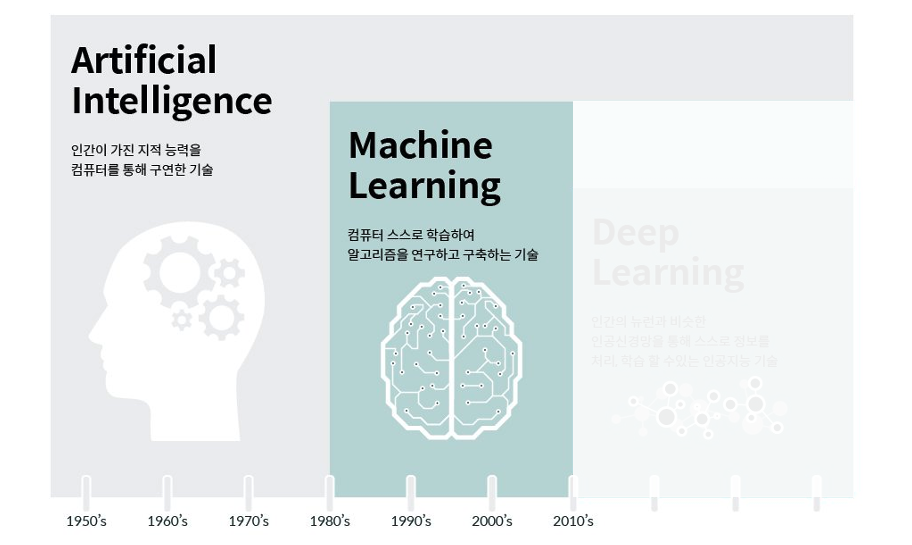 Artificial
Intelligence
인간이 가진 지적 능력을
컴퓨터를 통해 구연한 기술
Machine
Learning
컴퓨터 스스로 학습하여
알고리즘을 연구하고 구축하는 기술
Deep
Learning
인간의 뉴런과 비슷한
인공신경망을 통해 스스로 정보를
처리, 학습 할 수있는 인공지능 기술
1950's
1960's
1970's
1980's
1990's
2000's
2010's